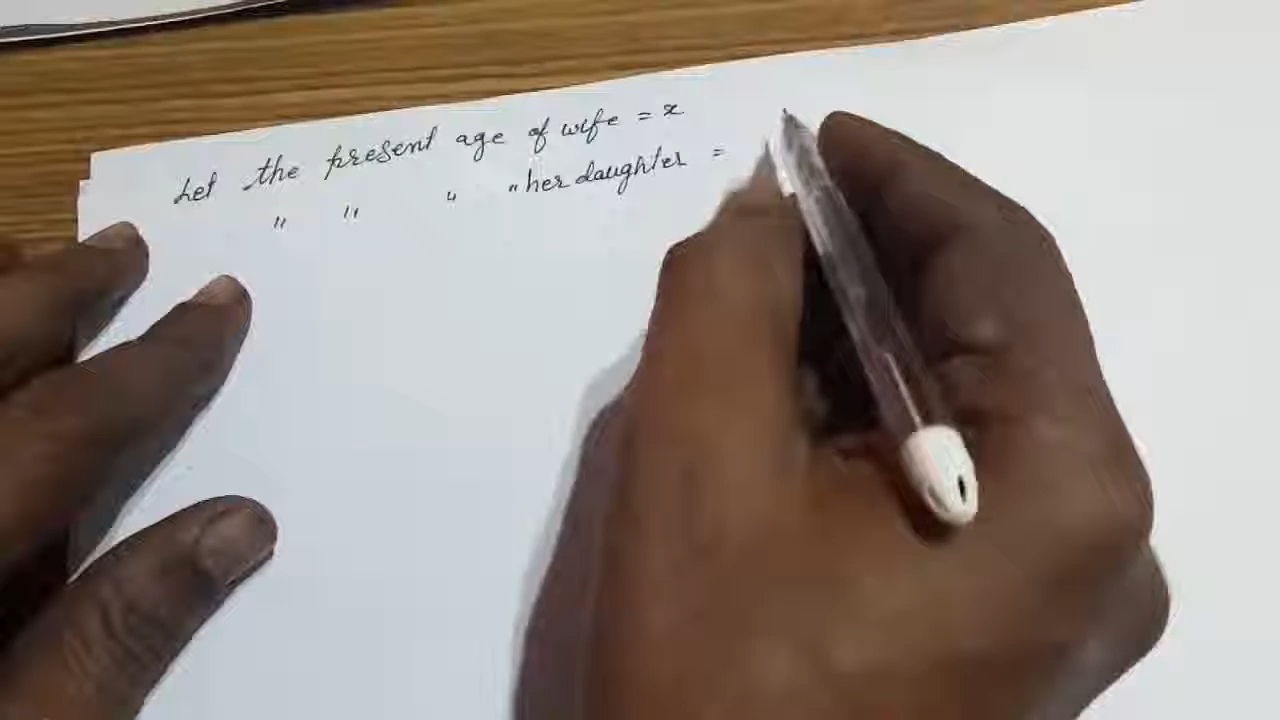 Let the present age of wife = x
" " " " her daughter =